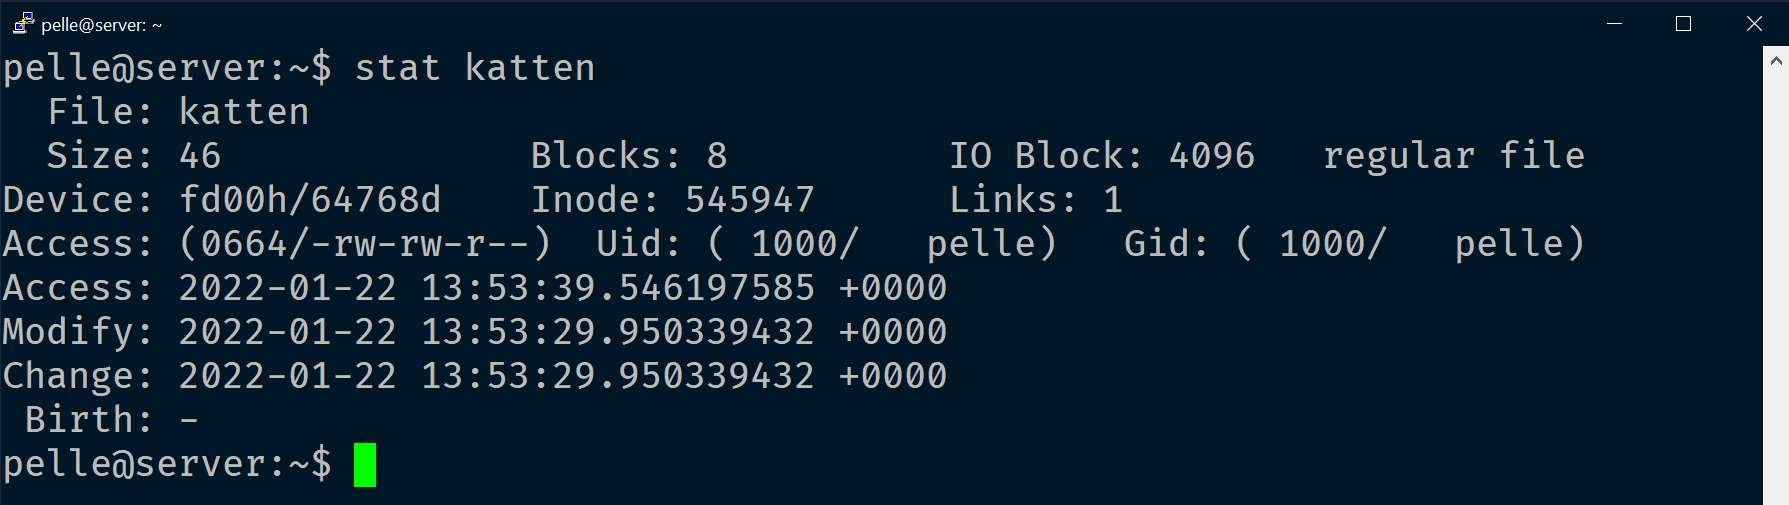 pelle@server: ~
pelle@server:~$ stat katten
  File: katten
  Size: 46              Blocks: 8          IO Block: 4096   regular file
Device: fd00h/64768d    Inode: 545947      Links: 1
Access: (0664/-rw-rw-r--)  Uid: ( 1000/   pelle)   Gid: ( 1000/   pelle)
Access: 2022-01-22 13:53:39.546197585 +0000
Modify: 2022-01-22 13:53:29.950339432 +0000
Change: 2022-01-22 13:53:29.950339432 +0000
 Birth: -
pelle@server:~$